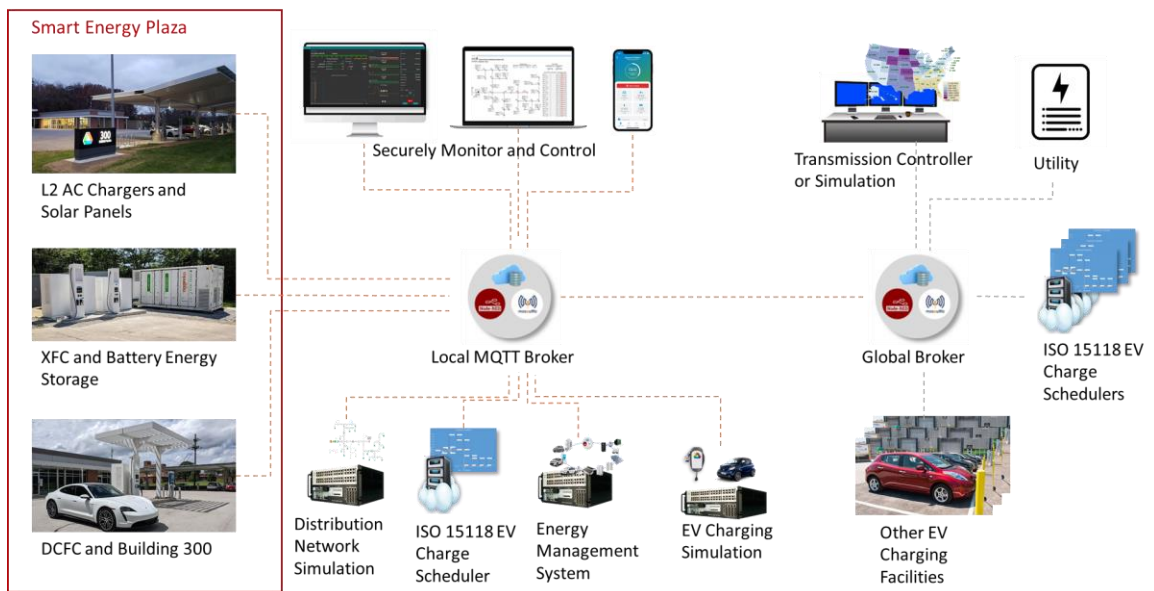 Smart Energy Plaza
300
L2 AC Chargers and
Solar Panels
XFC and Battery Energy
Storage
DCFC and Building 300
Securely Monitor and Control
Transmission Controller
or Simulation
Utility
Local MQTT Broker
Global Broker
ISO 15118 EV
Charge
Schedulers
Distribution
Network
Simulation
ISO 15118 EV
Charge
Scheduler
Energy
Management
System
EV Charging
Simulation
Other EV
Charging
Facilities